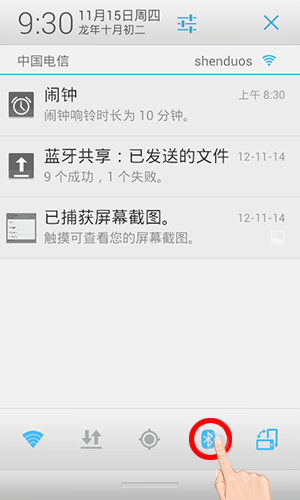 9:30 11月15日周四
龙年十月初二
中国电信 shenduos
闹钟 上午 8:30
闹钟响铃时长为 10 分钟。
蓝牙共享：已发送的文件 12-11-14
9 个成功，1 个失败。
已捕获屏幕截图。 12-11-14
触摸可查看您的屏幕截图。